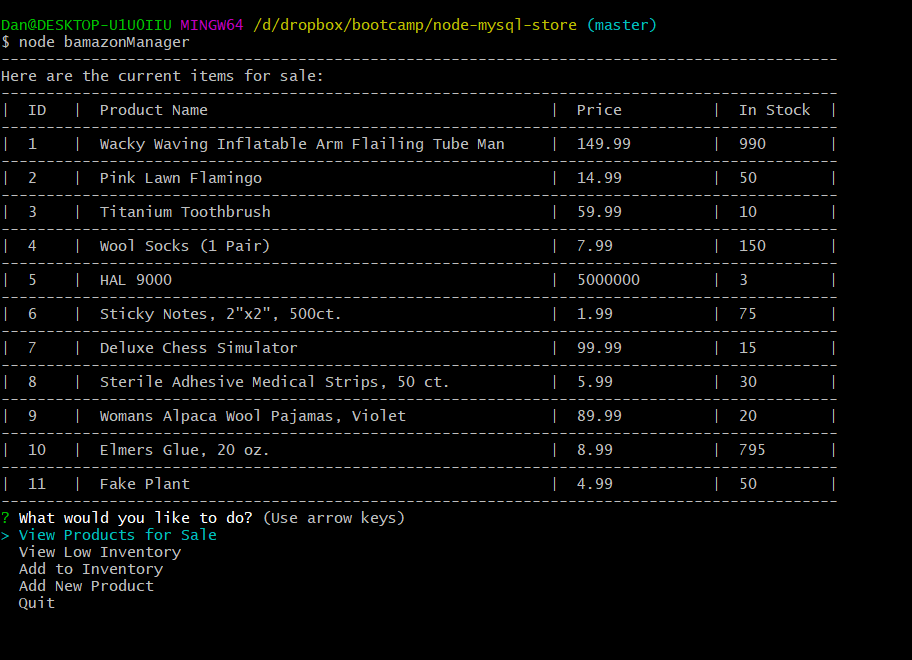 Dan@DESKTOP-U1U0IIU MINGW64 /d/dropbox/bootcamp/node-mysql-store (master)
$ node bamazonManager
---------------------------------------------------------------------------------------------
Here are the current items for sale:
---------------------------------------------------------------------------------------------
|  ID   |  Product Name                                      |  Price          |  In Stock  |
---------------------------------------------------------------------------------------------
|  1    |  Wacky Waving Inflatable Arm Flailing Tube Man     |  149.99         |  990       |
---------------------------------------------------------------------------------------------
|  2    |  Pink Lawn Flamingo                                |  14.99          |  50        |
---------------------------------------------------------------------------------------------
|  3    |  Titanium Toothbrush                               |  59.99          |  10        |
---------------------------------------------------------------------------------------------
|  4    |  Wool Socks (1 Pair)                               |  7.99           |  150       |
---------------------------------------------------------------------------------------------
|  5    |  HAL 9000                                          |  5000000        |  3         |
---------------------------------------------------------------------------------------------
|  6    |  Sticky Notes, 2"x2", 500ct.                       |  1.99           |  75        |
---------------------------------------------------------------------------------------------
|  7    |  Deluxe Chess Simulator                            |  99.99          |  15        |
---------------------------------------------------------------------------------------------
|  8    |  Sterile Adhesive Medical Strips, 50 ct.           |  5.99           |  30        |
---------------------------------------------------------------------------------------------
|  9    |  Womans Alpaca Wool Pajamas, Violet                |  89.99          |  20        |
---------------------------------------------------------------------------------------------
|  10   |  Elmers Glue, 20 oz.                               |  8.99           |  795       |
---------------------------------------------------------------------------------------------
|  11   |  Fake Plant                                        |  4.99           |  50        |
---------------------------------------------------------------------------------------------
? What would you like to do? (Use arrow keys)
> View Products for Sale
  View Low Inventory
  Add to Inventory
  Add New Product
  Quit